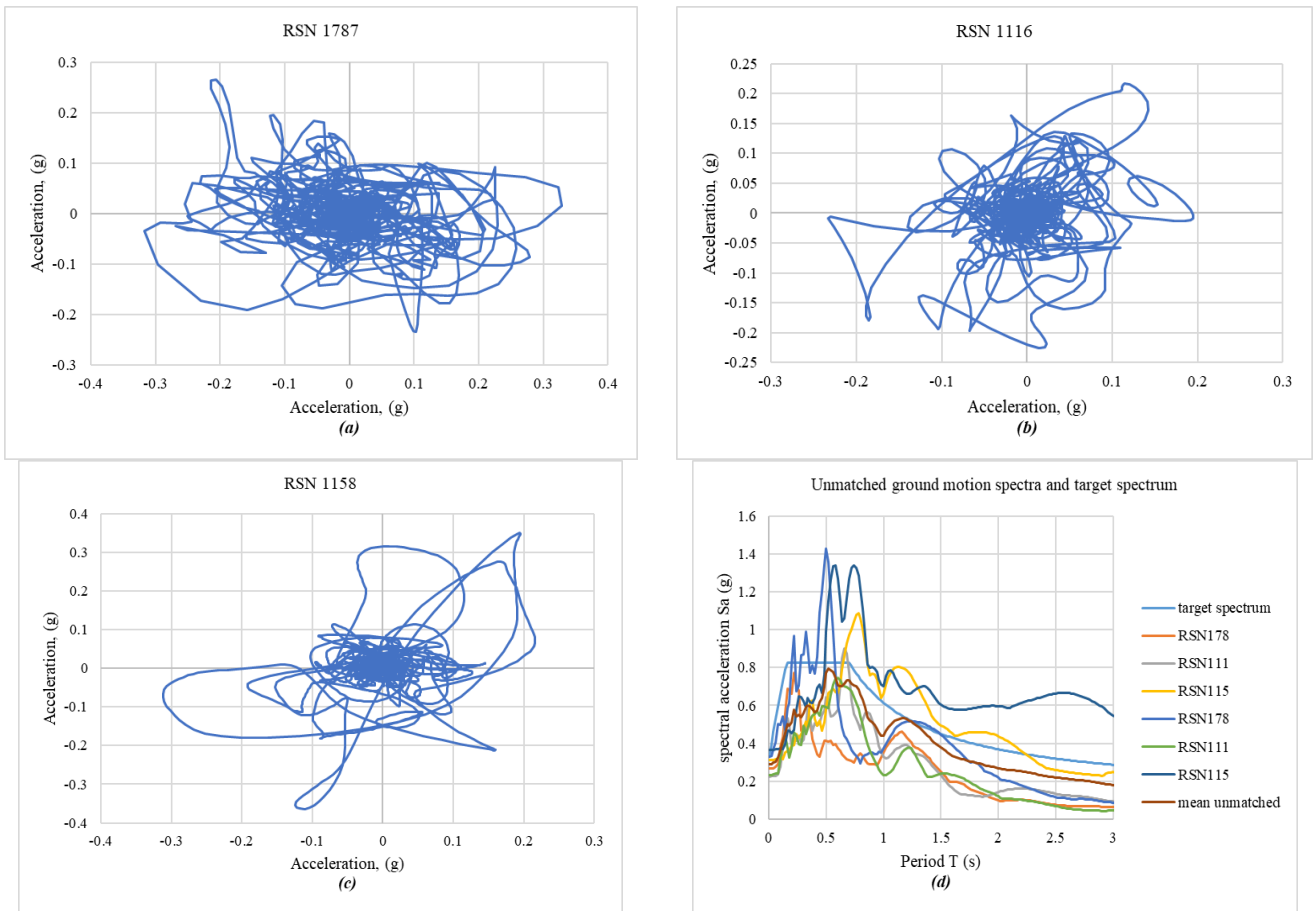 RSN 1787
0.3
0.2
0.1
0
-0.1
-0.2
-0.3
-0.4 -0.3 -0.2 -0.1 0 0.1 0.2 0.3 0.4
Acceleration, (g)
Acceleration, (g)
(a)
RSN 1116
0.25
0.2
0.15
0.1
0.05
0
-0.05
-0.1
-0.15
-0.2
-0.25
-0.3 -0.2 -0.1 0 0.1 0.2 0.3
Acceleration, (g)
Acceleration, (g)
(b)
RSN 1158
0.4
0.3
0.2
0.1
0
-0.1
-0.2
-0.3
-0.4
-0.4 -0.3 -0.2 -0.1 0 0.1 0.2 0.3
Acceleration, (g)
Acceleration, (g)
(c)
Unmatched ground motion spectra and target spectrum
1.6
1.4
1.2
1
0.8
0.6
0.4
0.2
0
0 0.5 1 1.5 2 2.5 3
spectral acceleration Sa (g)
Period T (s)
(d)
target spectrum
RSN178
RSN111
RSN115
RSN178
RSN111
RSN115
mean unmatched